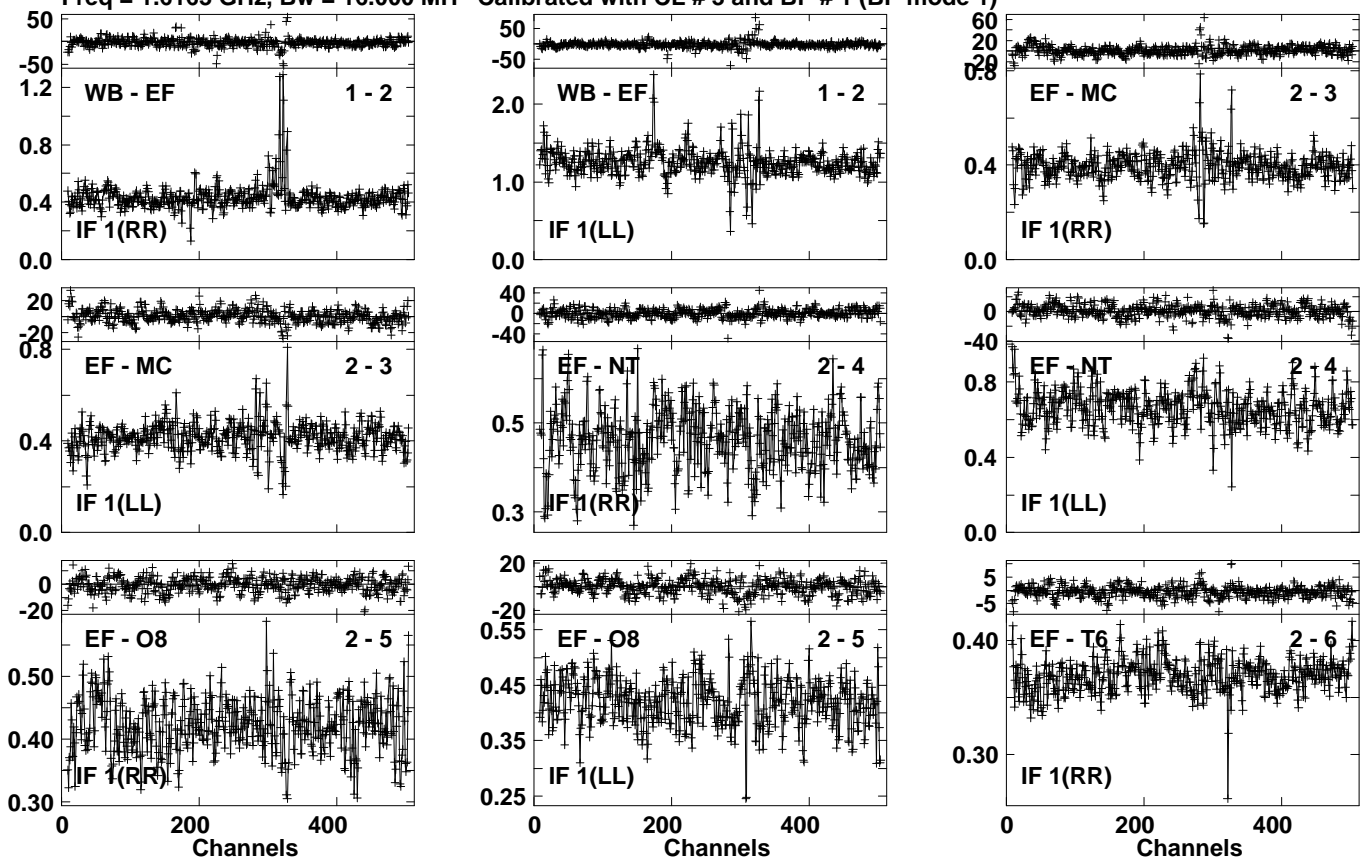 Freq = 1.6165 GHz, Bw = 16.000 MH Calibrated with CL # 3 and BP # 1 (BP mode 1)
50
-50
50
-50
60
20
-20
1.2
0.8
0.4
0.0
WB - EF 1 - 2
IF 1(RR)
2.0
1.0
0.0
WB - EF 1 - 2
IF 1(LL)
0.8
0.4
0.0
EF - MC 2 - 3
IF 1(RR)
20
-20
40
0
-40
0
-40
0.8
0.4
0.0
EF - MC 2 - 3
IF 1(LL)
0.5
0.3
EF - NT 2 - 4
IF 1(RR)
0.8
0.4
0.0
EF - NT 2 - 4
IF 1(LL)
0
-20
20
0
-20
5
-5
0.50
0.40
0.30
EF - O8 2 - 5
IF 1(RR)
0.55
0.45
0.35
0.25
EF - O8 2 - 5
IF 1(LL)
0.40
0.30
EF - T6 2 - 6
IF 1(RR)
0 200 400
Channels
0 200 400
Channels
0 200 400
Channels